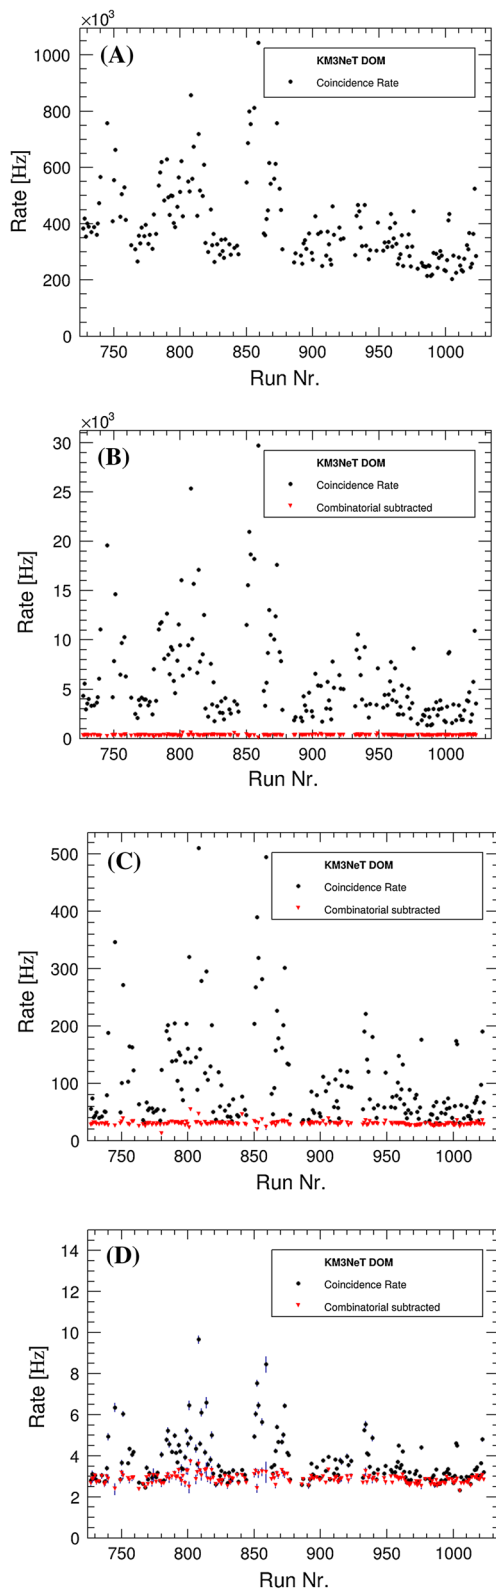 ×10³
(A)
KM3NeT DOM
Coincidence Rate
Rate [Hz]
1000
800
600
400
200
0
750 800 850 900 950 1000
Run Nr.
×10³
(B)
KM3NeT DOM
Coincidence Rate
Combinatorial subtracted
Rate [Hz]
30
25
20
15
10
5
0
750 800 850 900 950 1000
Run Nr.
(C)
KM3NeT DOM
Coincidence Rate
Combinatorial subtracted
Rate [Hz]
500
400
300
200
100
0
750 800 850 900 950 1000
Run Nr.
(D)
KM3NeT DOM
Coincidence Rate
Combinatorial subtracted
Rate [Hz]
14
12
10
8
6
4
2
0
750 800 850 900 950 1000
Run Nr.